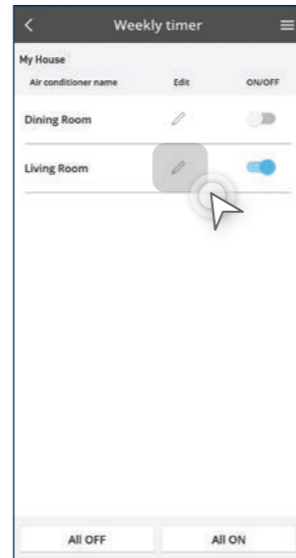 Weekly timer
My House
Air conditioner name Edit ON/OFF
Dining Room
Living Room
All OFF All ON